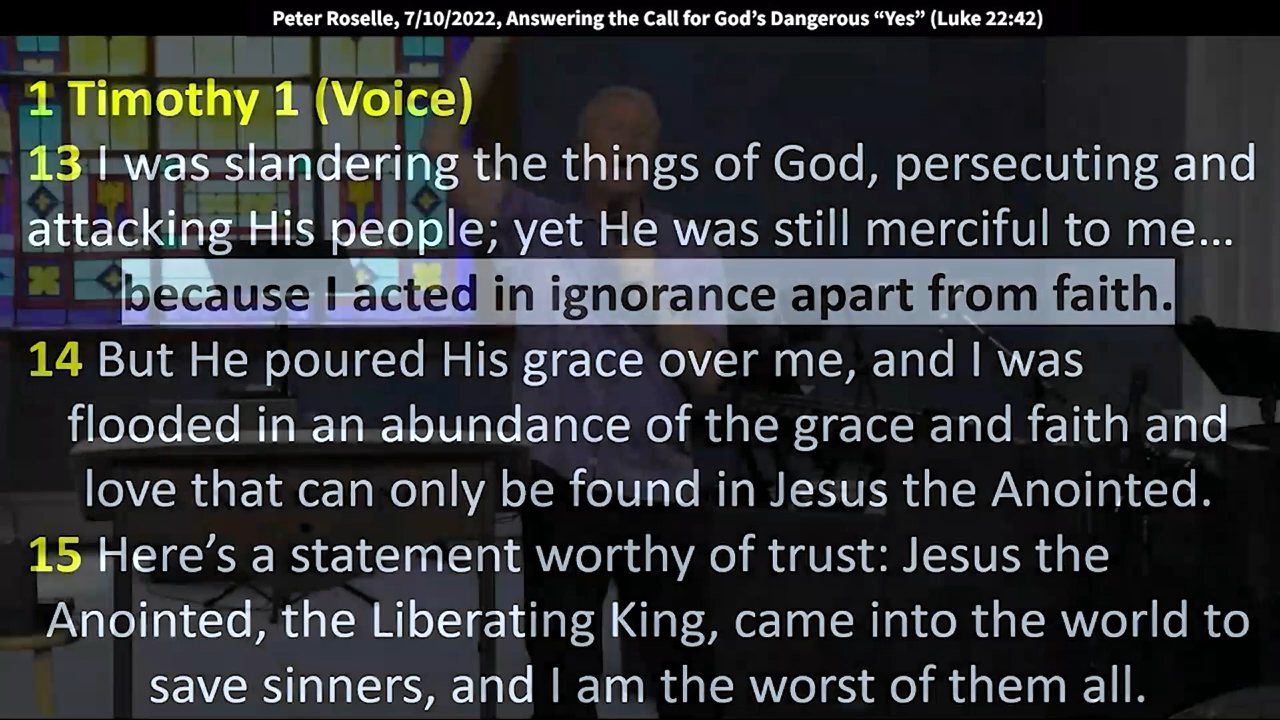 Peter Roselle, 7/10/2022, Answering the Call for God’s Dangerous “Yes” (Luke 22:42)
1 Timothy 1 (Voice)
13 I was slandering the things of God, persecuting and
attacking His people; yet He was still merciful to me...
because I acted in ignorance apart from faith.
14 But He poured His grace over me, and I was
flooded in an abundance of the grace and faith and
love that can only be found in Jesus the Anointed.
15 Here’s a statement worthy of trust: Jesus the
Anointed, the Liberating King, came into the world to
save sinners, and I am the worst of them all.